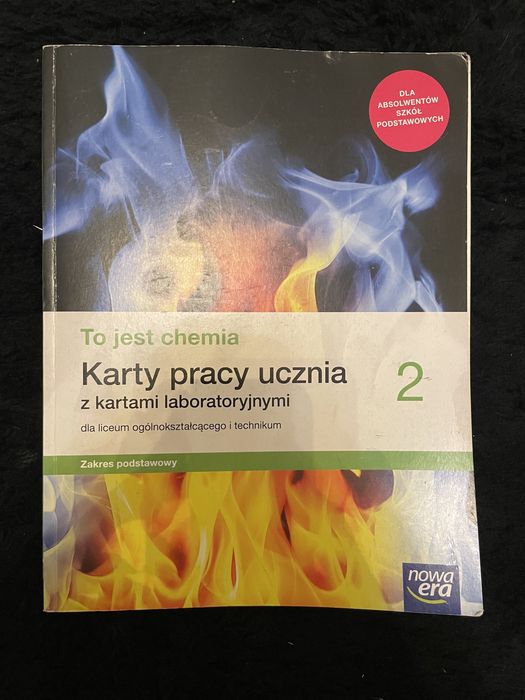 DLA
ABSOLWENTÓW
SZKÓŁ
PODSTAWOWYCH
To jest chemia
Karty pracy ucznia
z kartami laboratoryjnymi
2
dla liceum ogólnokształcącego i technikum
Zakres podstawowy
nowa
era